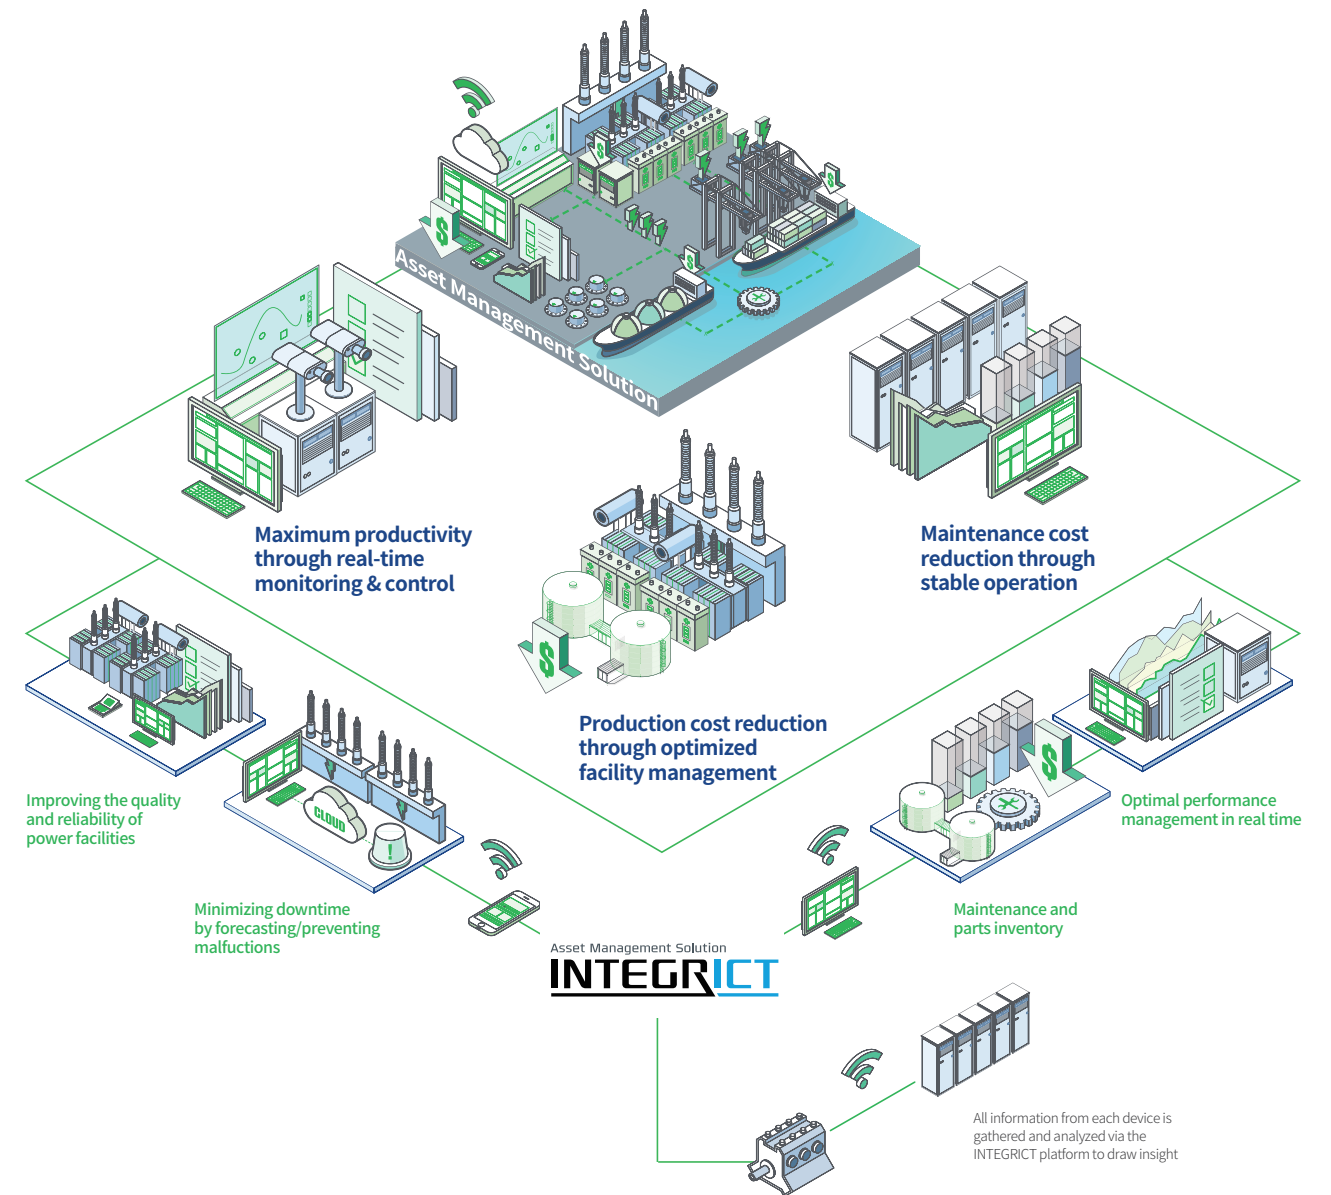 Asset Management Solution
Maximum productivity
through real-time
monitoring & control
Maintenance cost
reduction through
stable operation
Production cost reduction
through optimized
facility management
Improving the quality
and reliability of
power facilities
CLOUD
!
Minimizing downtime
by forecasting/preventing
malfuctions
Optimal performance
management in real time
Maintenance and
parts inventory
Asset Management Solution
INTEGRICT
All information from each device is
gathered and analyzed via the
INTEGRICT platform to draw insight
$
$
$
$
$
$